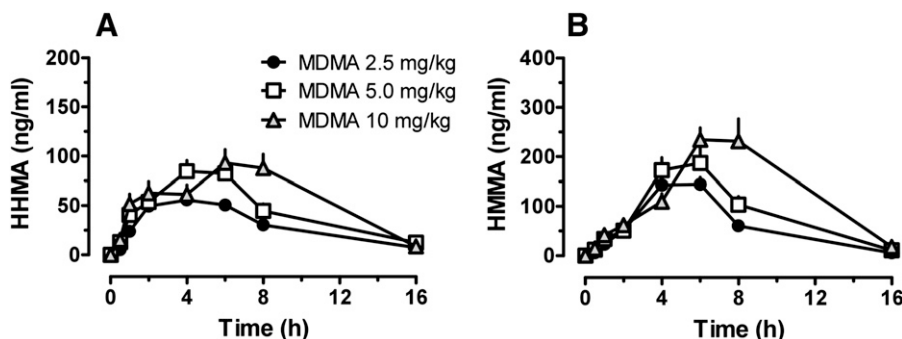 A
HHMA (ng/ml)
200
150
100
50
0
MDMA 2.5 mg/kg
MDMA 5.0 mg/kg
MDMA 10 mg/kg
0 4 8 12 16
Time (h)
B
HMMA (ng/ml)
400
300
200
100
0
0 4 8 12 16
Time (h)